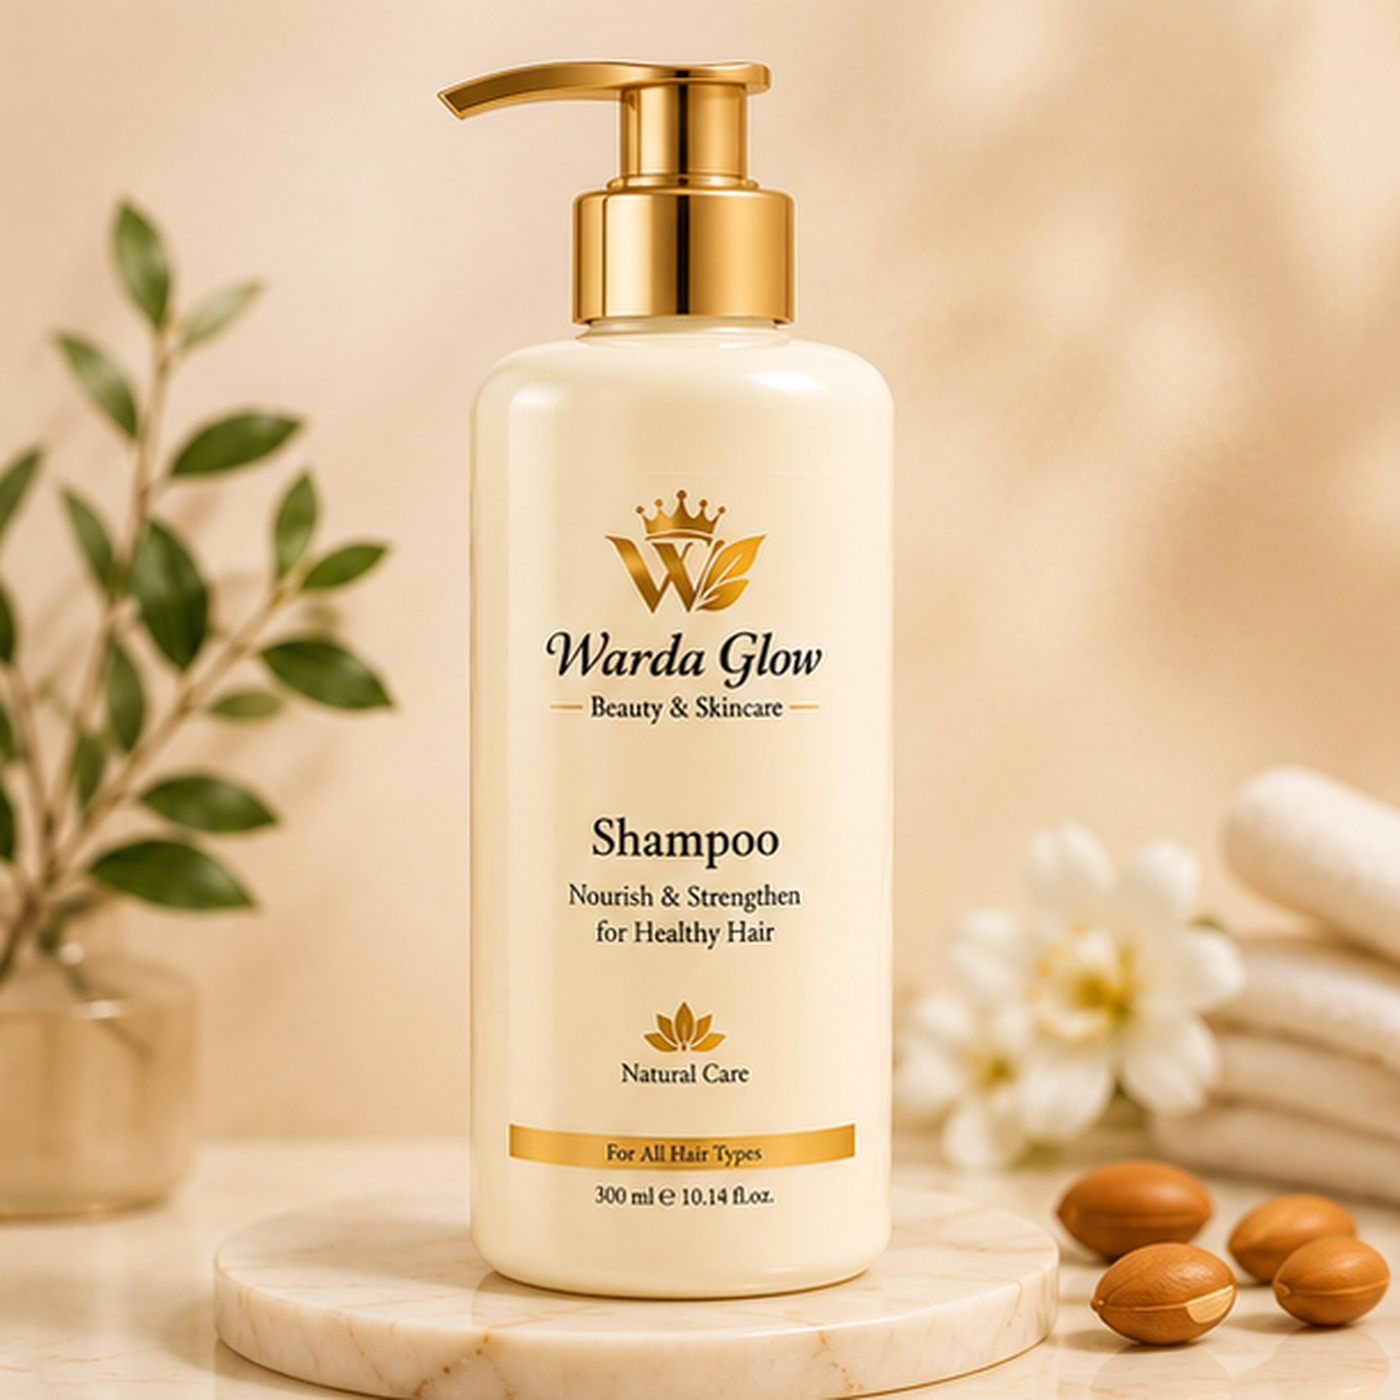 W
Warda Glow
Beauty & Skincare
Shampoo
Nourish & Strengthen
for Healthy Hair
Natural Care
For All Hair Types
300 ml ℮ 10.14 fl.oz.